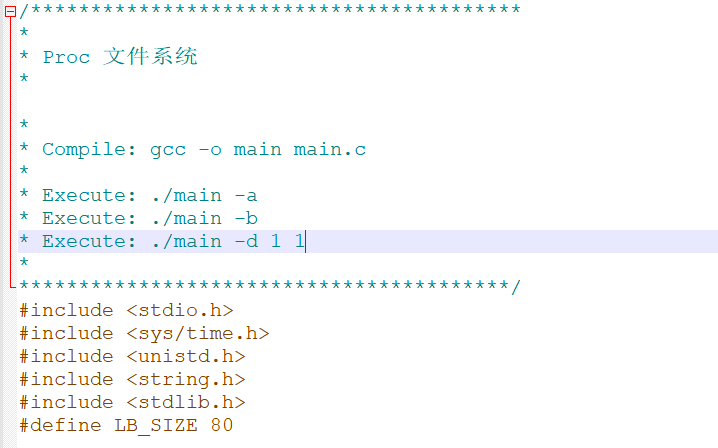 /*****************************************
*
* Proc 文件系统
*
*
* Compile: gcc -o main main.c
*
* Execute: ./main -a
* Execute: ./main -b
* Execute: ./main -d 1 1
*
*****************************************/
#include <stdio.h>
#include <sys/time.h>
#include <unistd.h>
#include <string.h>
#include <stdlib.h>
#define LB_SIZE 80